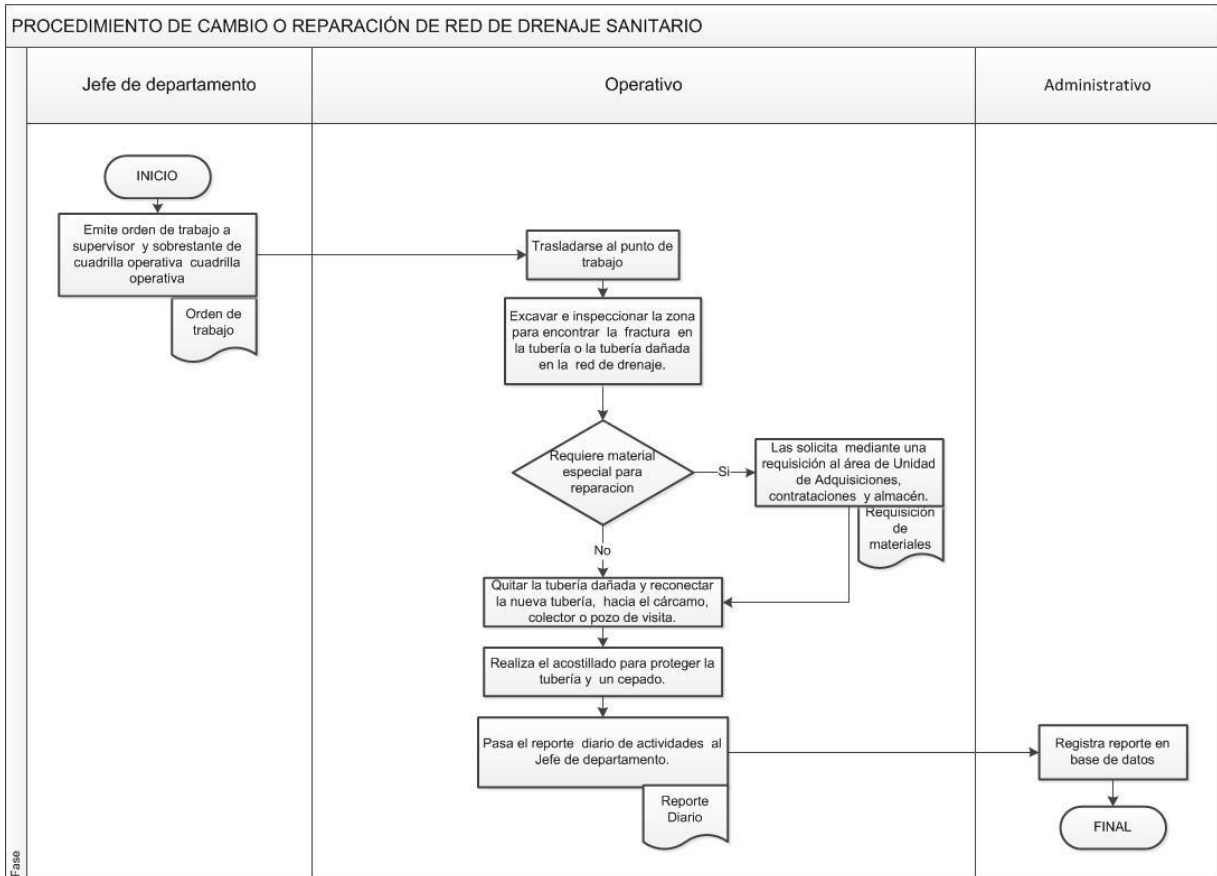 PROCEDIMIENTO DE CAMBIO O REPARACIÓN DE RED DE DRENAJE SANITARIO
Jefe de departamento
Operativo
Administrativo
INICIO
Emite orden de trabajo a
supervisor y sobrestante de
cuadrilla operativa cuadrilla
operativa
Orden de
trabajo
Trasladarse al punto de
trabajo
Excavar e inspeccionar la zona
para encontrar la fractura en
la tubería o la tubería dañada
en la red de drenaje.
Requiere material
especial para
reparacion
Si
Las solicita mediante una
requisición al área de Unidad
de Adquisiciones,
contrataciones y almacén.
Requisición
de
materiales
No
Quitar la tubería dañada y reconectar
la nueva tubería, hacia el cárcamo,
colector o pozo de visita.
Realiza el acostillado para proteger la
tubería y un cepado.
Pasa el reporte diario de actividades al
Jefe de departamento.
Reporte
Diario
Registra reporte en
base de datos
FINAL
Fase